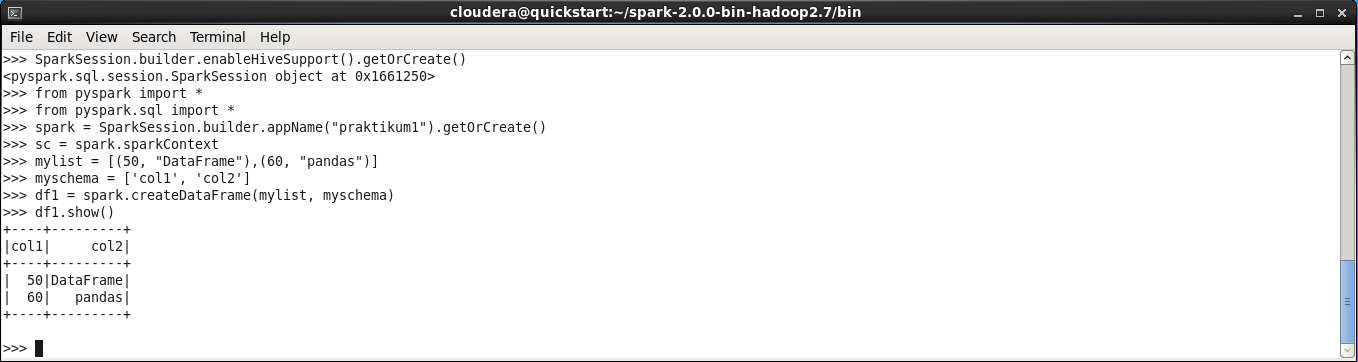 cloudera@quickstart:~/spark-2.0.0-bin-hadoop2.7/bin
File Edit View Search Terminal Help
>>> SparkSession.builder.enableHiveSupport().getOrCreate()
<pyspark.sql.session.SparkSession object at 0x1661250>
>>> from pyspark import *
>>> from pyspark.sql import *
>>> spark = SparkSession.builder.appName("praktikum1").getOrCreate()
>>> sc = spark.sparkContext
>>> mylist = [(50, "DataFrame"),(60, "pandas")]
>>> myschema = ['col1', 'col2']
>>> df1 = spark.createDataFrame(mylist, myschema)
>>> df1.show()
+----+---------+
|col1|     col2|
+----+---------+
|  50|DataFrame|
|  60|   pandas|
+----+---------+
>>>